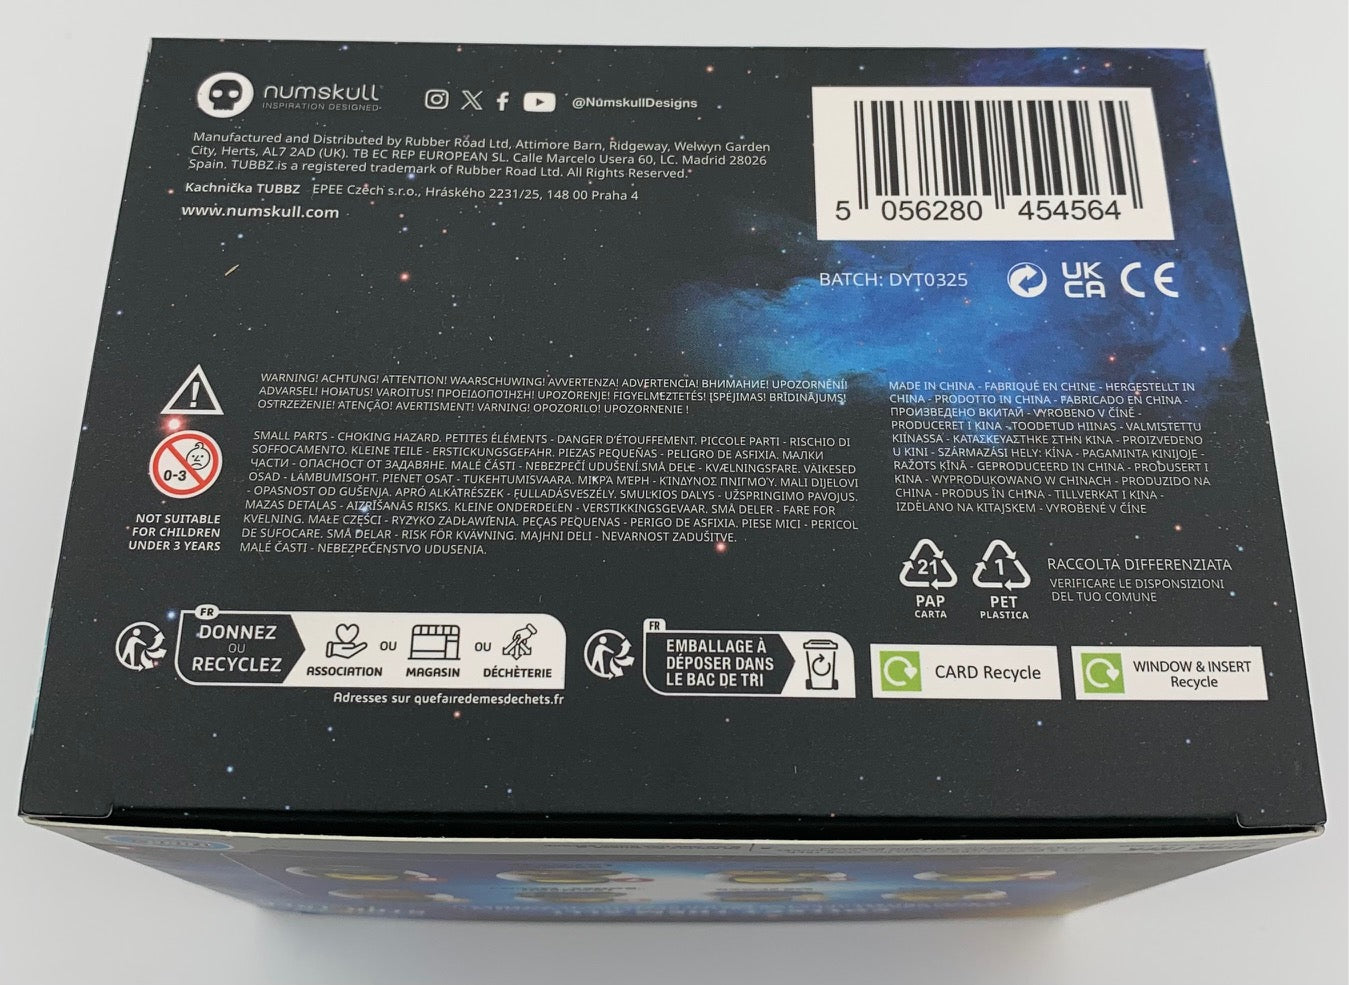 numskull
INSPIRATION DESIGNED
@NumskullDesigns
Manufactured and Distributed by Rubber Road Ltd, Attimore Barn, Ridgeway, Welwyn Garden
City, Herts, AL7 2AD (UK). TB EC REP EUROPEAN SL. Calle Marcelo Usera 60, LC. Madrid 28026
Spain. TUBBZ is a registered trademark of Rubber Road Ltd. All Rights Reserved.
Kachnička TUBBZ EPEE Czech s.r.o., Hráského 2231/25, 148 00 Praha 4
www.numskull.com
5 056280 454564
BATCH: DYT0325
UK
CA
CE
WARNING! ACHTUNG! ATTENTION! WAARSCHUWING! AVVERTENZA! ADVERTENCIA! ВНИМАНИЕ! UPOZORNĚNÍ!
ADVARSEL! HOIATUS! VAROITUS! ΠΡΟΕΙΔΟΠΟΊΗΣΗ! UPOZORENJE! FIGYELMEZTETÉS! ĮSPĖJIMAS! BRĪDINĀJUMS!
OSTRZEŻENIE! ATENÇÃO! AVERTISMENT! VARNING! OPOZORILO! UPOZORNENIE !
SMALL PARTS - CHOKING HAZARD. PETITES ÉLÉMENTS - DANGER D'ÉTOUFFEMENT. PICCOLE PARTI - RISCHIO DI
SOFFOCAMENTO. KLEINE TEILE - ERSTICKUNGSGEFAHR. PIEZAS PEQUEÑAS - PELIGRO DE ASFIXIA. МАЛКИ
ЧАСТИ - ОПАСНОСТ ОТ ЗАДАВЯНЕ. MALÉ ČÁSTI - NEBEZPEČÍ UDUŠENÍ.SMÅ DELE - KVÆLNINGSFARE. VÄIKESED
OSAD - LÄMBUMISOHT. PIENET OSAT - TUKEHTUMISVAARA. ΜΙΚΡΆ ΜΈΡΗ - ΚΊΝΔΥΝΟΣ ΠΝΙΓΜΟΎ. MALI DIJELOVI
- OPASNOST OD GUŠENJA. APRÓ ALKATRÉSZEK - FULLADÁSVESZÉLY. SMULKIOS DALYS - UŽSPRINGIMO PAVOJUS.
MAZAS DETAĻAS - AIZRĪŠANĀS RISKS. KLEINE ONDERDELEN - VERSTIKKINGSGEVAAR. SMÅ DELER - FARE FOR
KVELNING. MAŁE CZĘŚCI - RYZYKO ZADŁAWIENIA. PEÇAS PEQUENAS - PERIGO DE ASFIXIA. PIESE MICI - PERICOL
DE SUFOCARE. SMÅ DELAR - RISK FÖR KVÄVNING. MAJHNI DELI - NEVARNOST ZADUŠITVE.
MALÉ ČASTI - NEBEZPEČENSTVO UDUSENIA.
0-3
NOT SUITABLE
FOR CHILDREN
UNDER 3 YEARS
MADE IN CHINA - FABRIQUÉ EN CHINE - HERGESTELLT IN
CHINA - PRODOTTO IN CHINA - FABRICADO EN CHINA -
ПРОИЗВЕДЕНО ВКИТАЙ - VYROBENO V ČÍNĚ -
PRODUCERET I KINA - TOODETUD HIINAS - VALMISTETTU
KIINASSA - ΚΑΤΑΣΚΕΥΆΣΤΗΚΕ ΣΤΗΝ ΚΊΝΑ - PROIZVEDENO
U KINI - SZÁRMAZÁSI HELY: KÍNA - PAGAMINTA KINIJOJE -
RAŽOTS ĶĪNĀ - GEPRODUCEERD IN CHINA - PRODUSERT I
KINA - WYPRODUKOWANO W CHINACH - PRODUZIDO NA
CHINA - PRODUS ÎN CHINA - TILLVERKAT I KINA -
IZDELANO NA KITAJSKEM - VYROBENÉ V ČÍNE
21
PAP
CARTA
1
PET
PLASTICA
RACCOLTA DIFFERENZIATA
VERIFICARE LE DISPONSIZIONI
DEL TUO COMUNE
FR
DONNEZ
OU
RECYCLEZ
ASSOCIATION
OU
MAGASIN
OU
DÉCHÈTERIE
Adresses sur quefairedemesdechets.fr
FR
EMBALLAGE À
DÉPOSER DANS
LE BAC DE TRI
CARD Recycle
WINDOW & INSERT
Recycle